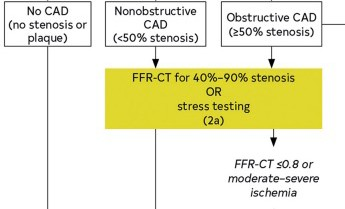 No CAD
(no stenosis or
plaque)
Nonobstructive
CAD
(<50% stenosis)
Obstructive CAD
(≥50% stenosis)
FFR-CT for 40%–90% stenosis
OR
stress testing
(2a)
FFR-CT ≤0.8 or
moderate–severe
ischemia